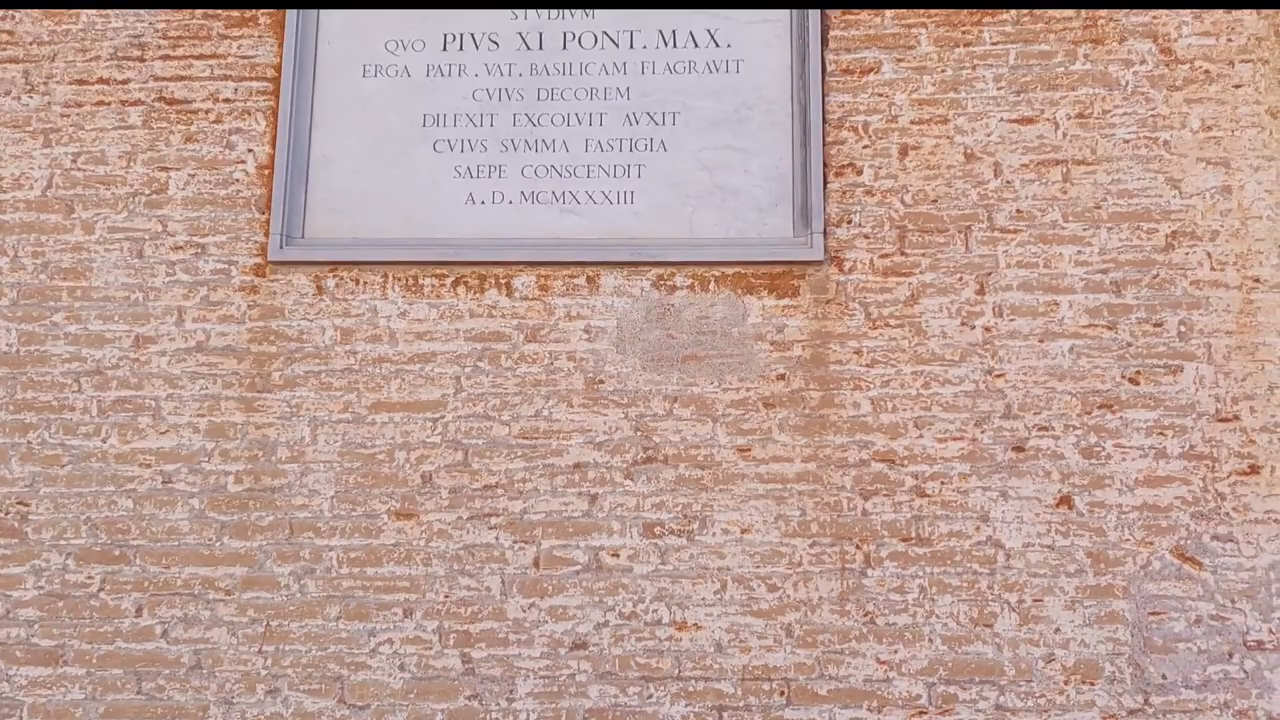 STVDIVM
QVO PIVS XI PONT. MAX.
ERGA PATR. VAT. BASILICAM FLAGRAVIT
CVIVS DECOREM
DILEXIT EXCOLVIT AVXIT
CVIVS SVMMA FASTIGIA
SAEPE CONSCENDIT
A. D. MCMXXXIII